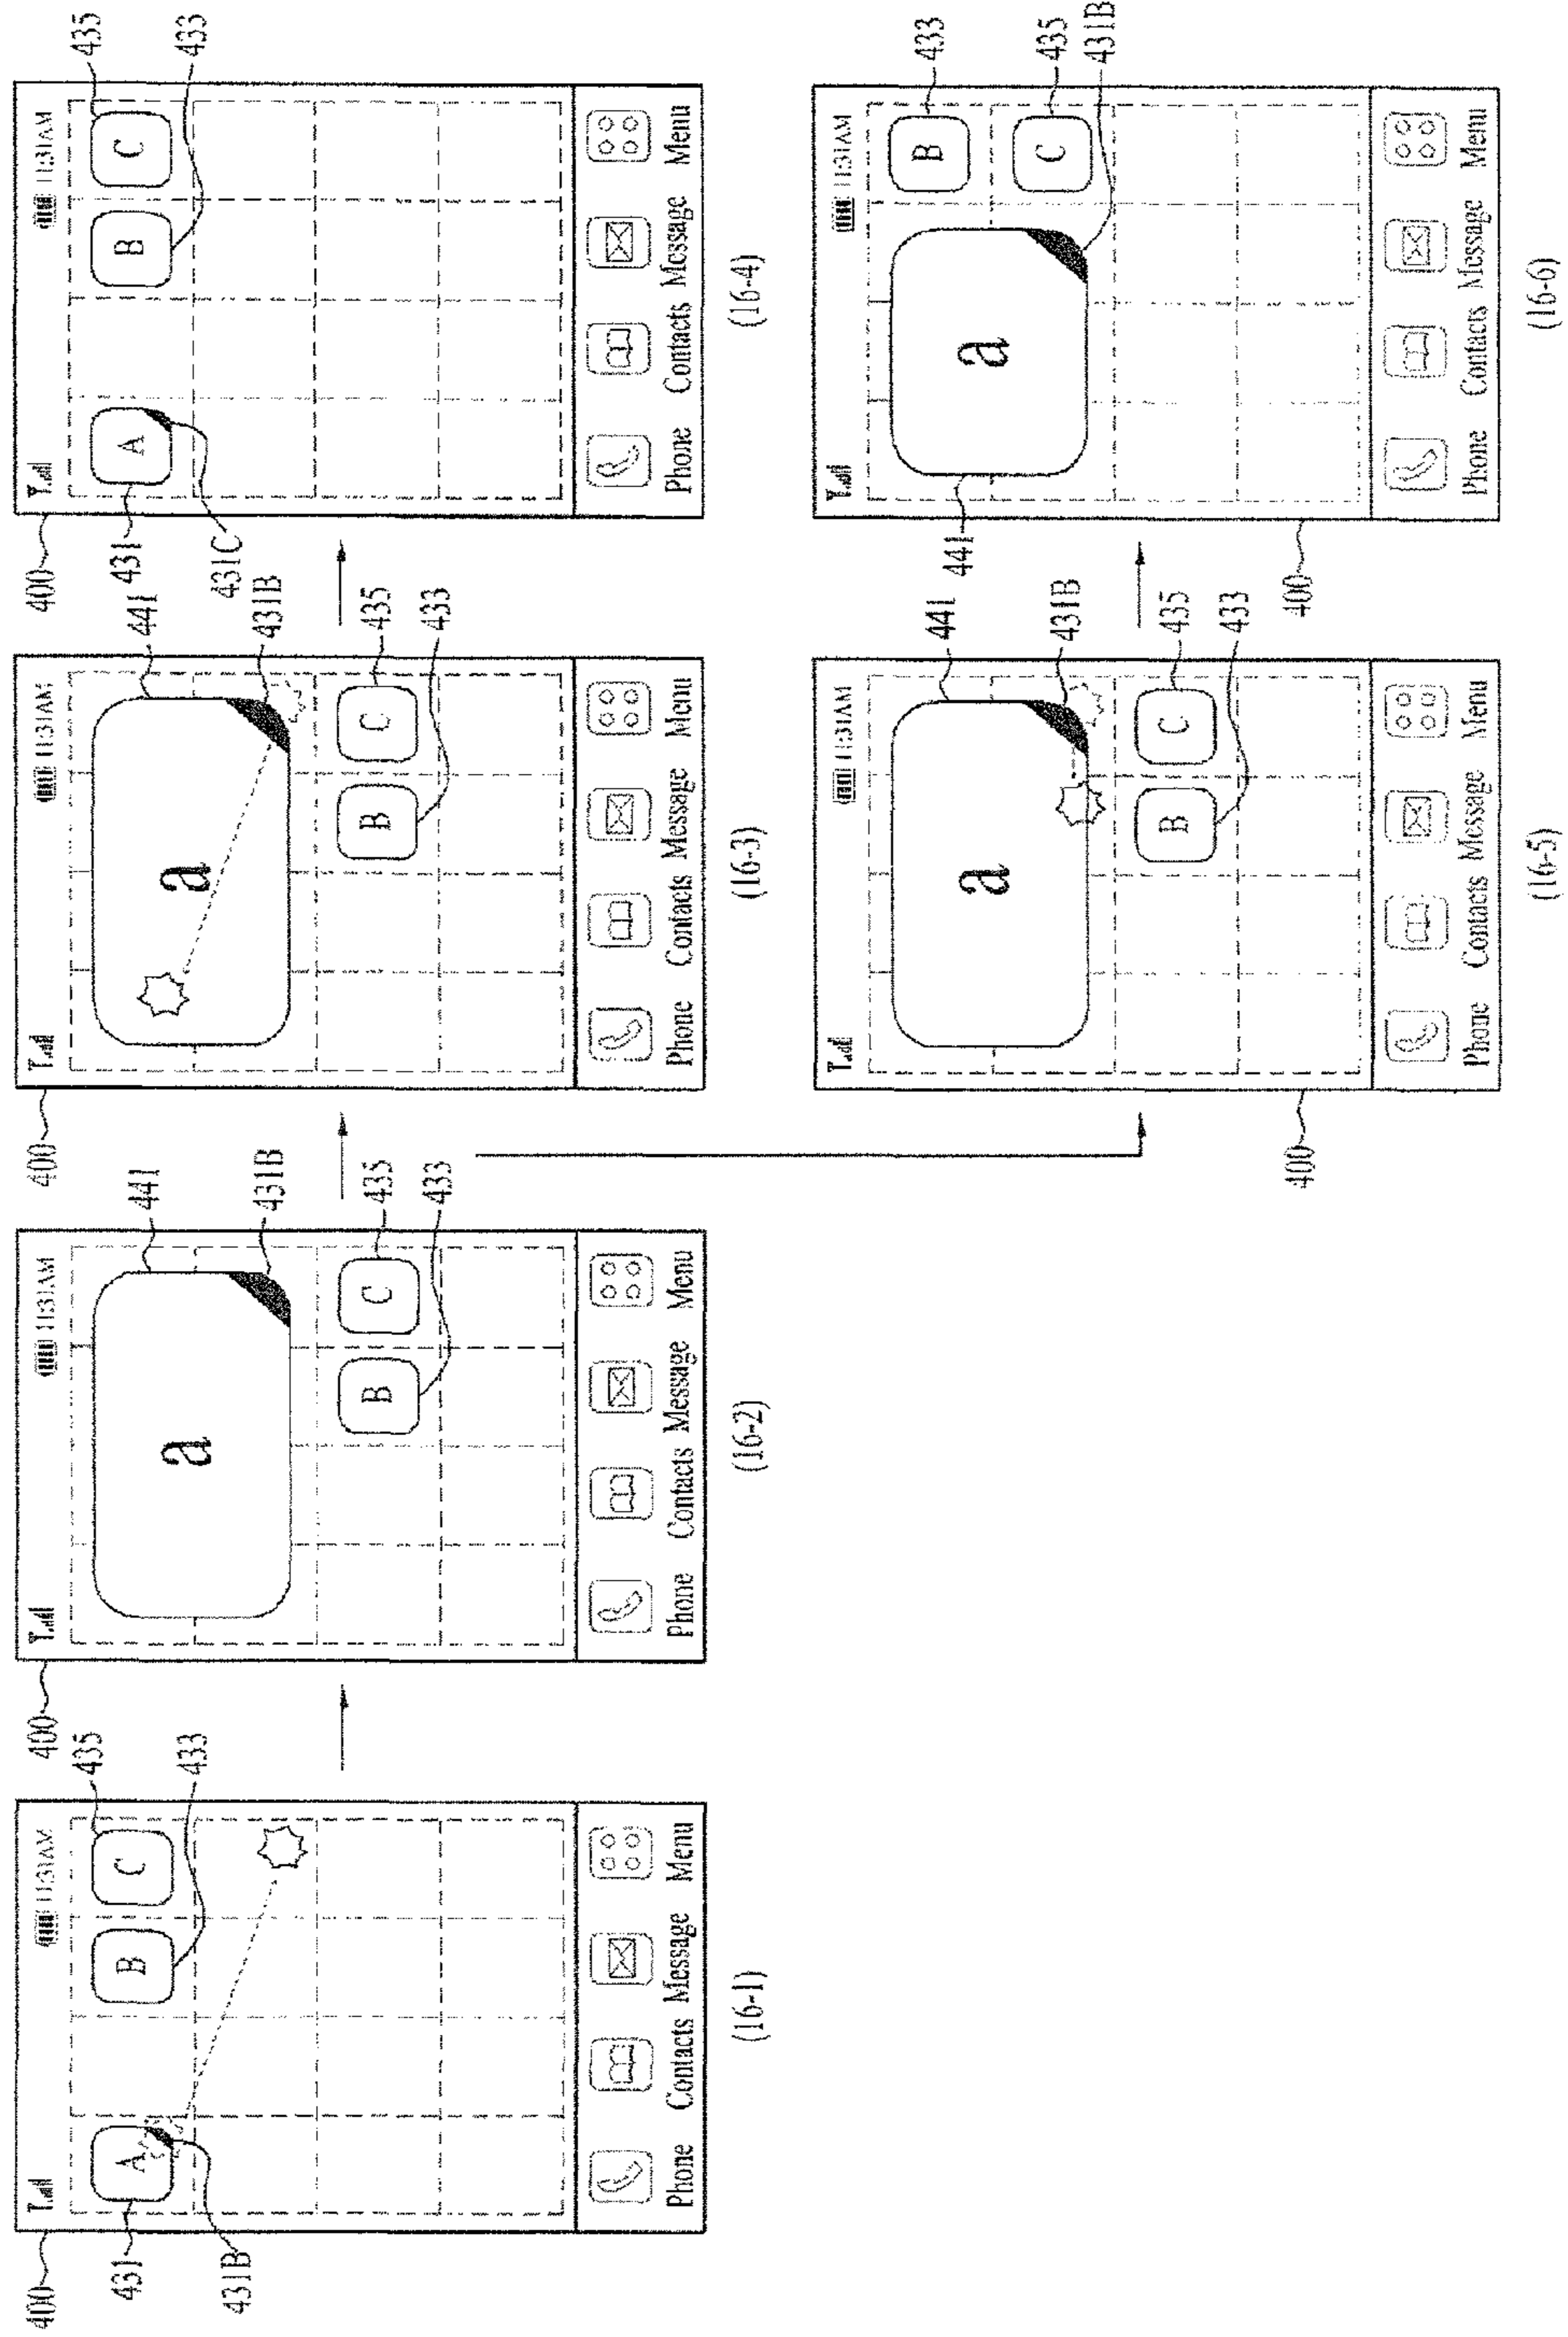 400
11:31AM
431
A
B
C
435
433
431B
Phone Contacts Message Menu
(16-1)
400
11:31AM
441
a
431B
B
C
435
433
Phone Contacts Message Menu
(16-2)
400
11:31AM
441
a
431B
B
C
435
433
Phone Contacts Message Menu
(16-3)
400
11:31AM
431
A
B
C
435
433
431C
Phone Contacts Message Menu
(16-4)
11:31AM
441
a
431B
B
C
435
433
400
Phone Contacts Message Menu
(16-5)
11:31AM
441
a
B
433
C
435
431B
400
Phone Contacts Message Menu
(16-6)